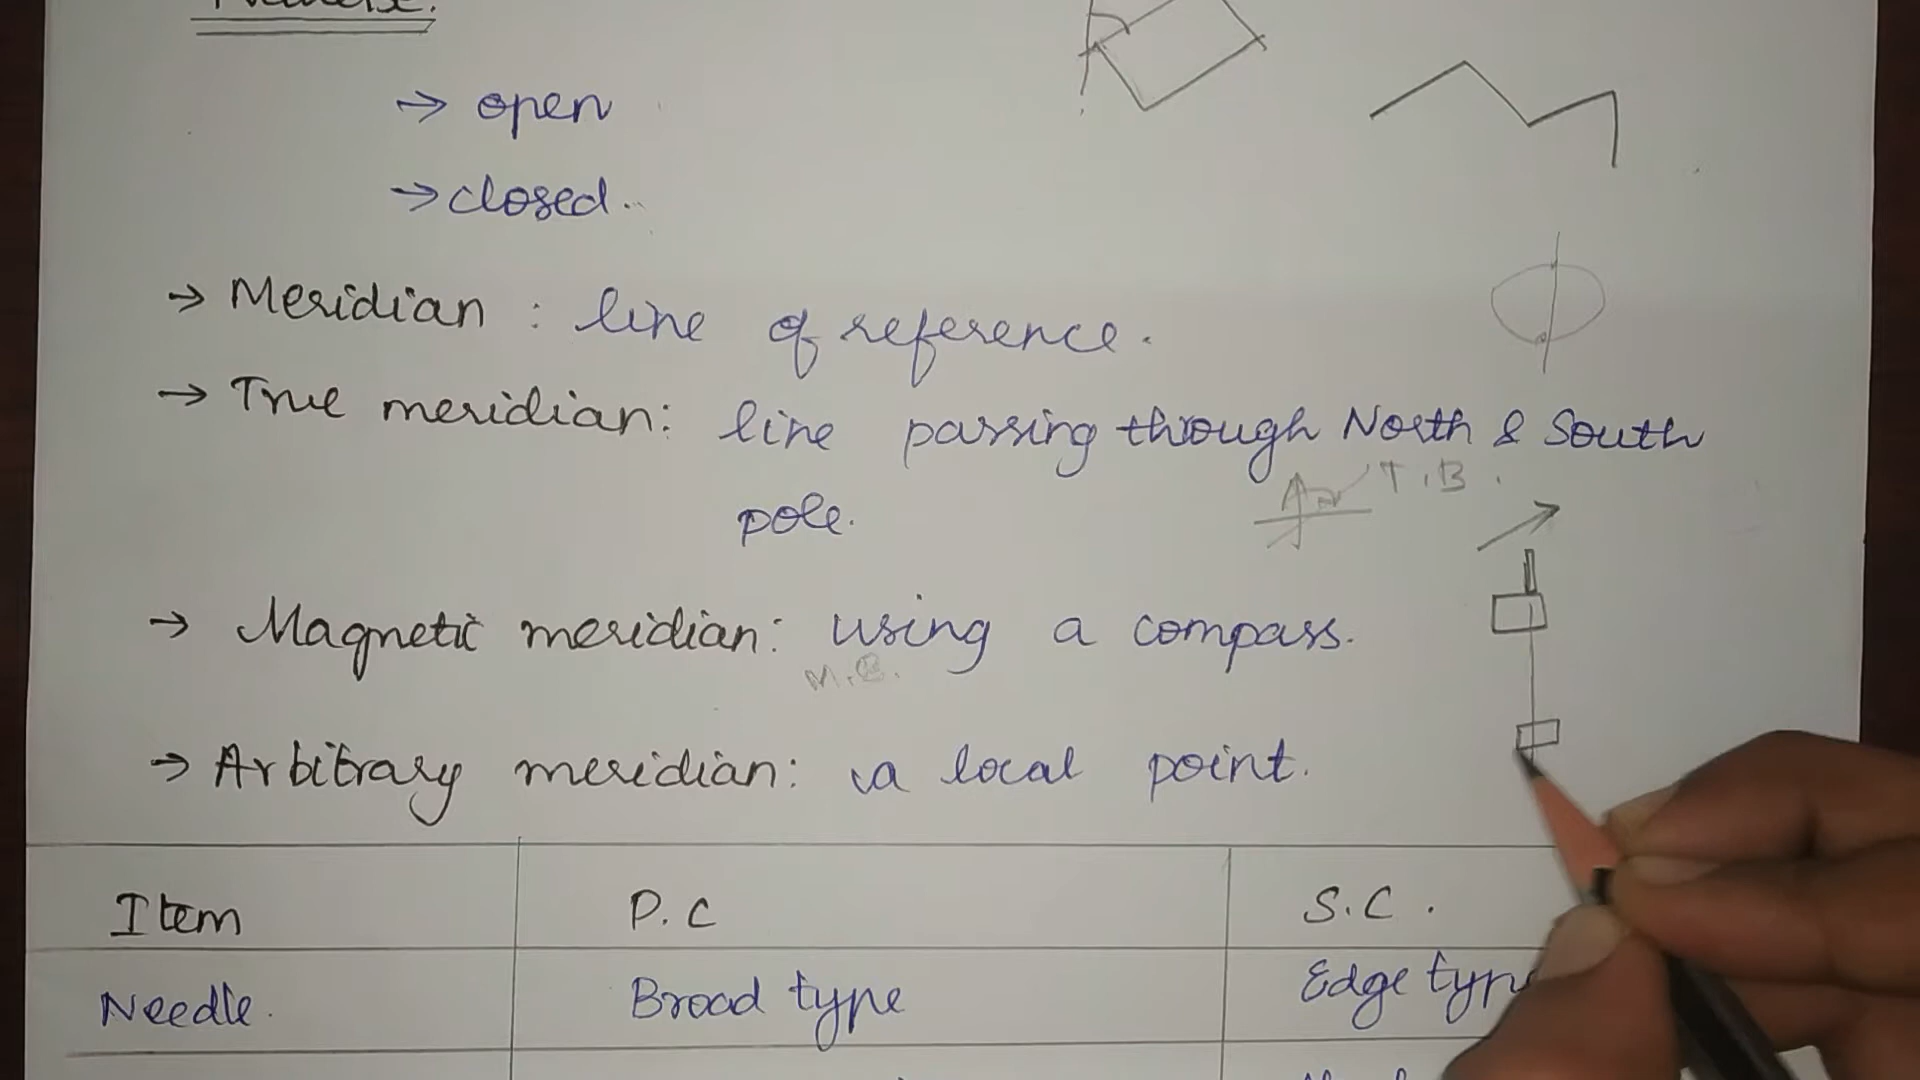 → open
→ closed.
→ Meridian : line of reference.
→ True meridian: line passing through North & South
T.B.
pole.
→ Magnetic meridian: using a compass.
M.B.
→ Arbitrary meridian: a local point.
Item P.C S.C.
Needle. Broad type Edge type